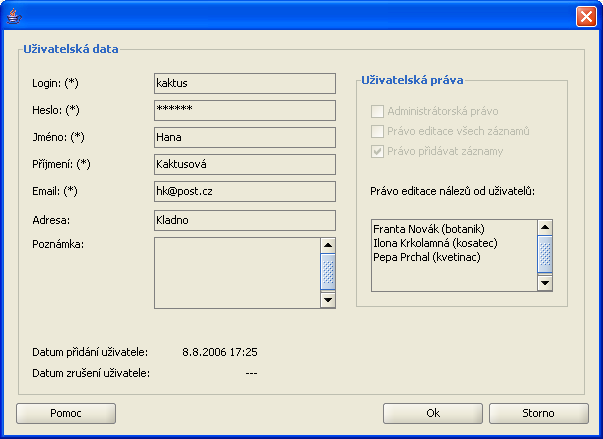 Uživatelská data
Login: (*) kaktus
Heslo: (*) ******
Jméno: (*) Hana
Příjmení: (*) Kaktusová
Email: (*) hk@post.cz
Adresa: Kladno
Poznámka:
Datum přidání uživatele: 8.8.2006 17:25
Datum zrušení uživatele: ---
Uživatelská práva
Administrátorská právo
Právo editace všech záznamů
Právo přidávat záznamy
Právo editace nálezů od uživatelů:
Franta Novák (botanik)
Ilona Krkolamná (kosatec)
Pepa Prchal (kvetinac)
Pomoc
Ok
Storno